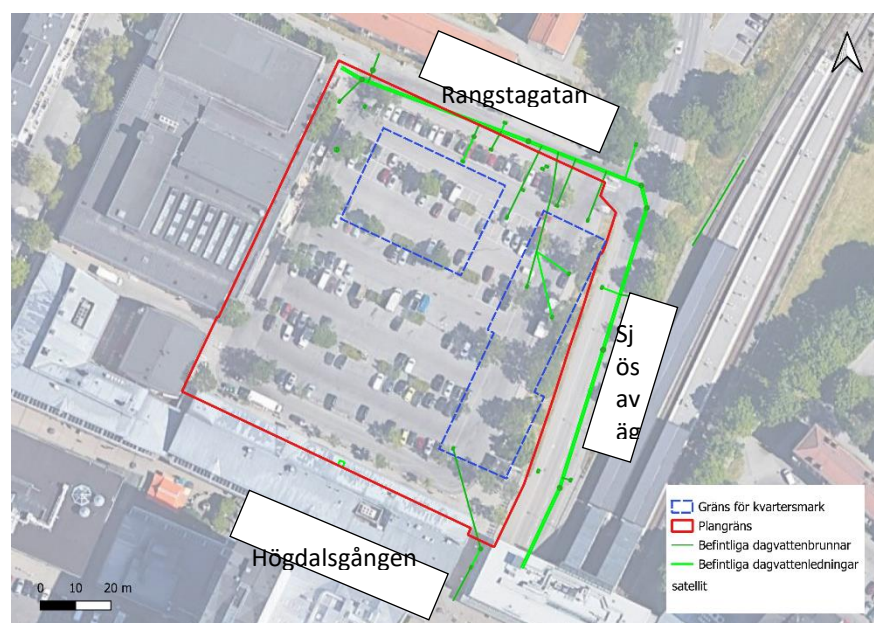 Rangstagatan
Sj
ös
av
äg
Högdalsgången
Gräns för kvartersmark
Plangräns
Befintliga dagvattenbrunnar
Befintliga dagvattenledningar
satellit
0 10 20 m